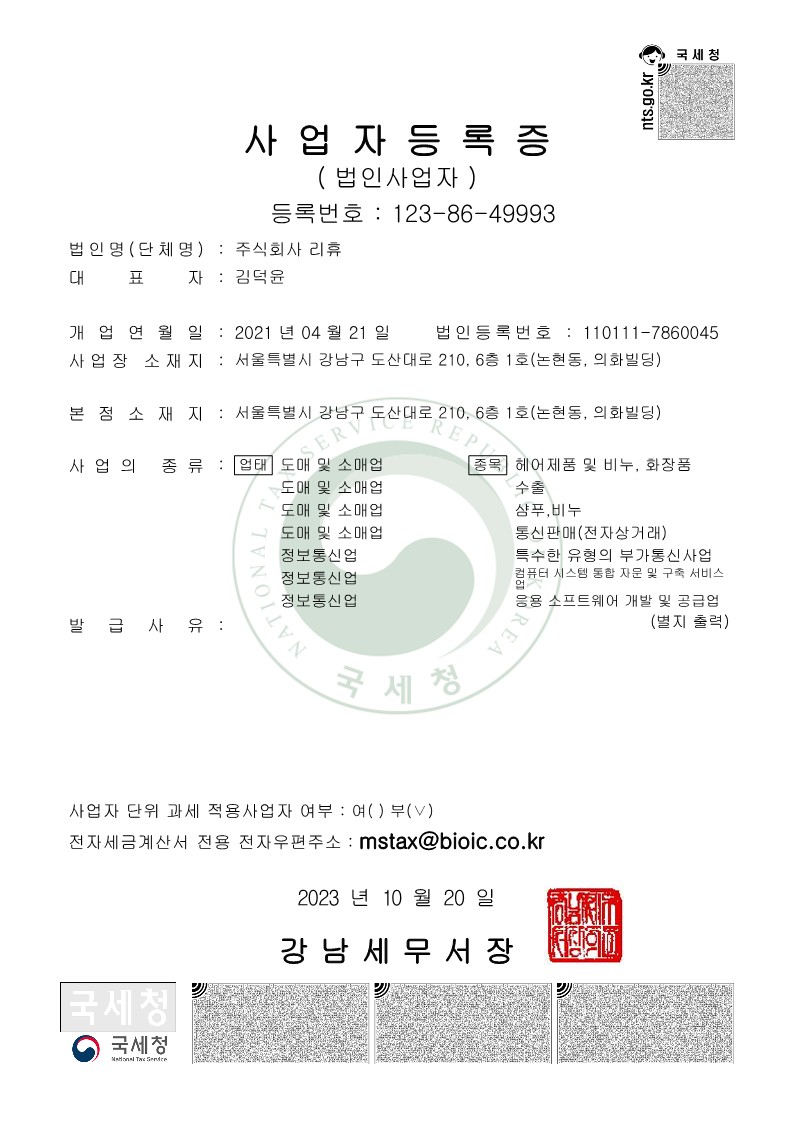 국세청
nts.go.kr
사업자등록증
( 법인사업자 )
등록번호 : 123-86-49993
법인명(단체명) : 주식회사 리휴
대 표 자 : 김덕윤
개 업 연 월 일 : 2021 년 04 월 21 일 법인등록번호 : 110111-7860045
사업장 소재지 : 서울특별시 강남구 도산대로 210, 6층 1호(논현동, 의화빌딩)
본 점 소 재 지 : 서울특별시 강남구 도산대로 210, 6층 1호(논현동, 의화빌딩)
사 업 의 종 류 : 업태 도매 및 소매업 종목 헤어제품 및 비누, 화장품
도매 및 소매업 수출
도매 및 소매업 샴푸,비누
도매 및 소매업 통신판매(전자상거래)
정보통신업 특수한 유형의 부가통신사업
정보통신업 컴퓨터 시스템 통합 자문 및 구축 서비스업
정보통신업 응용 소프트웨어 개발 및 공급업
발 급 사 유 : (별지 출력)
NATIONAL TAX SERVICE REPUBLIC OF KOREA
국세청
사업자 단위 과세 적용사업자 여부 : 여( ) 부(∨)
전자세금계산서 전용 전자우편주소 : mstax@bioic.co.kr
2023 년 10 월 20 일
강남세무서장
국세청
국세청
National Tax Service